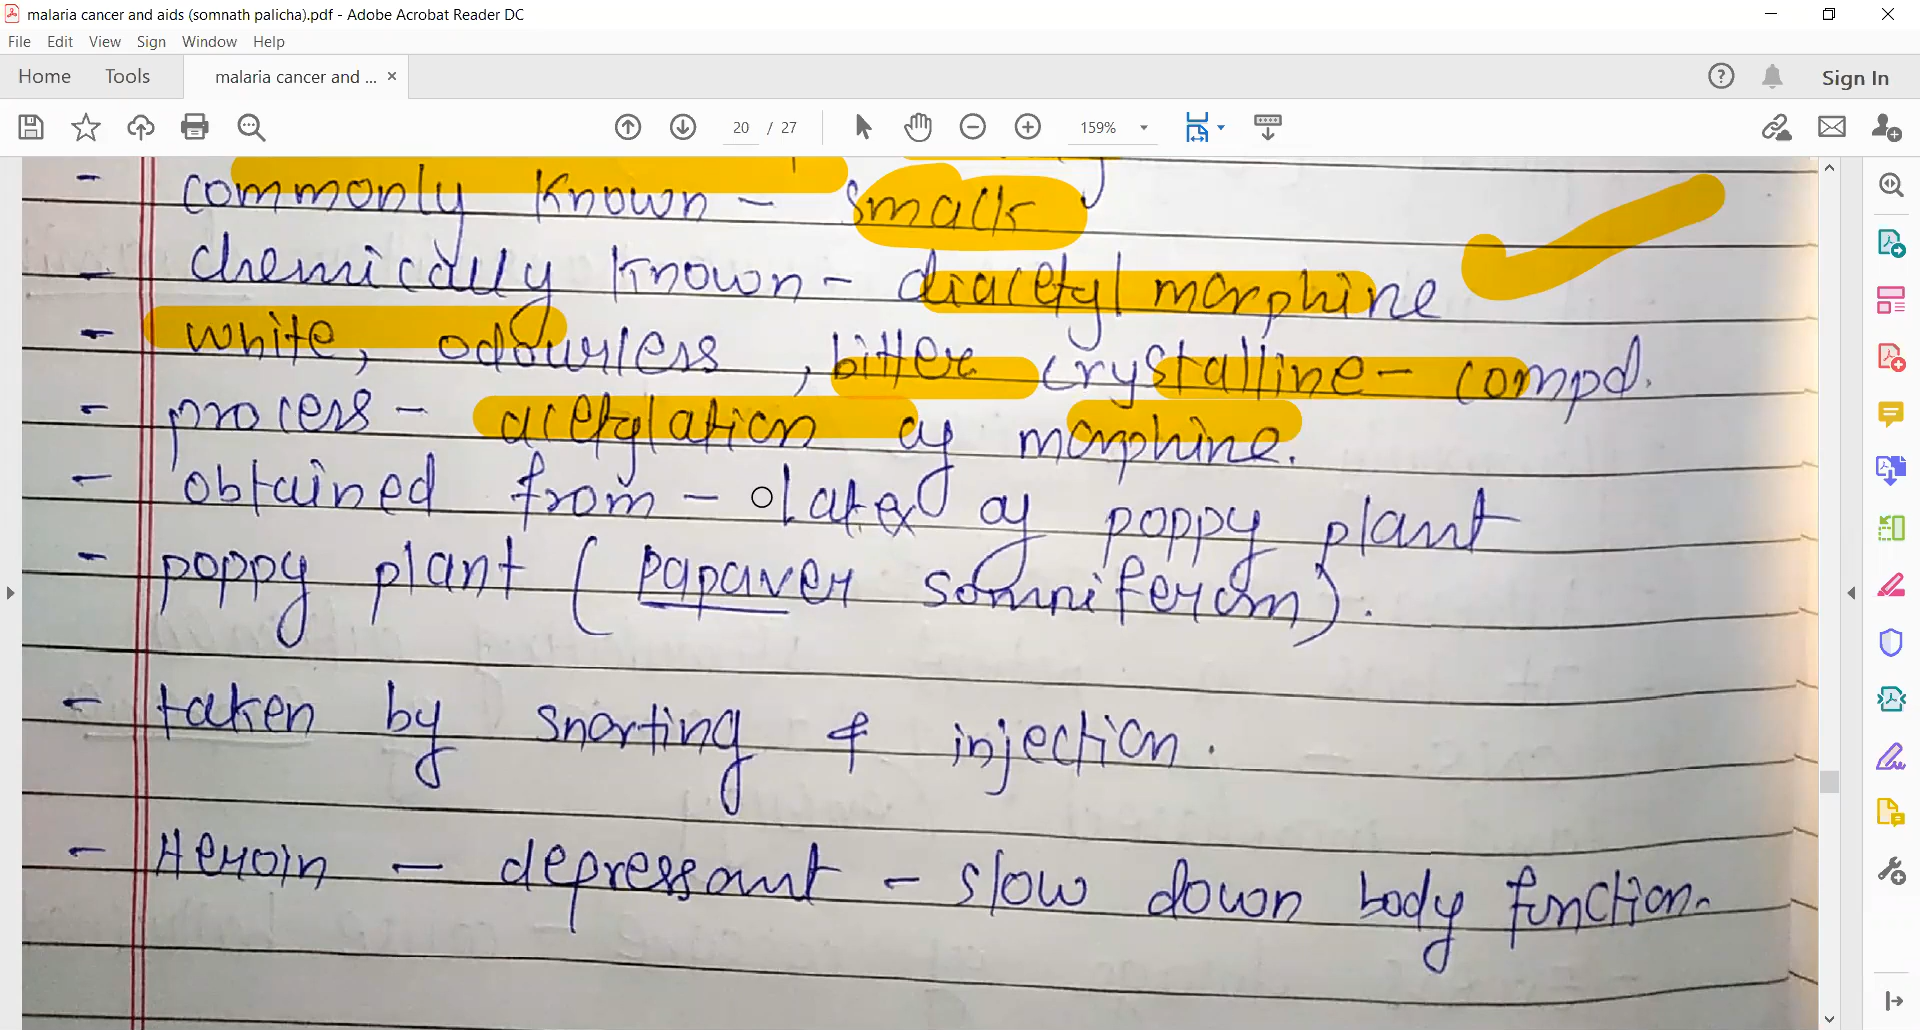 malaria cancer and aids (somnath palicha).pdf - Adobe Acrobat Reader DC
File Edit View Sign Window Help
Home Tools malaria cancer and ... × Sign In
20 / 27 159%
- commonly known - smack
- chemically known - diacetyl morphine
- white, odourless, bitter crystalline - compd.
- process - acetylation of morphine.
- obtained from - latex of poppy plant
- poppy plant (Papaver somniferum).
- taken by snorting & injection.
- Heroin - depressant - slow down body function.